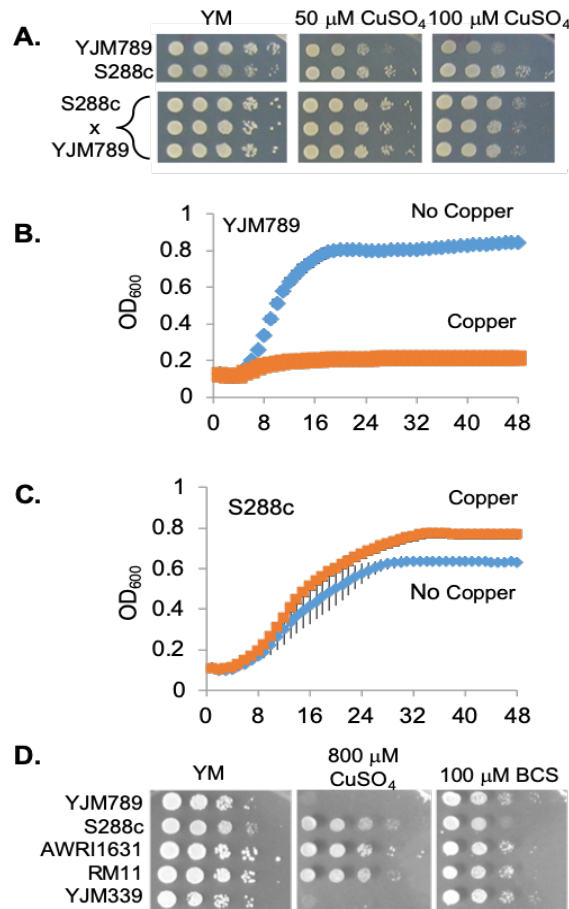 A.
YM 50 μM CuSO4 100 μM CuSO4
YJM789
S288c
S288c
x
YJM789
B.
YJM789
No Copper
Copper
OD600
1
0.8
0.6
0.4
0.2
0
0 8 16 24 32 40 48
C.
S288c
Copper
No Copper
OD600
1
0.8
0.6
0.4
0.2
0
0 8 16 24 32 40 48
D.
YM 800 μM CuSO4 100 μM BCS
YJM789
S288c
AWRI1631
RM11
YJM339